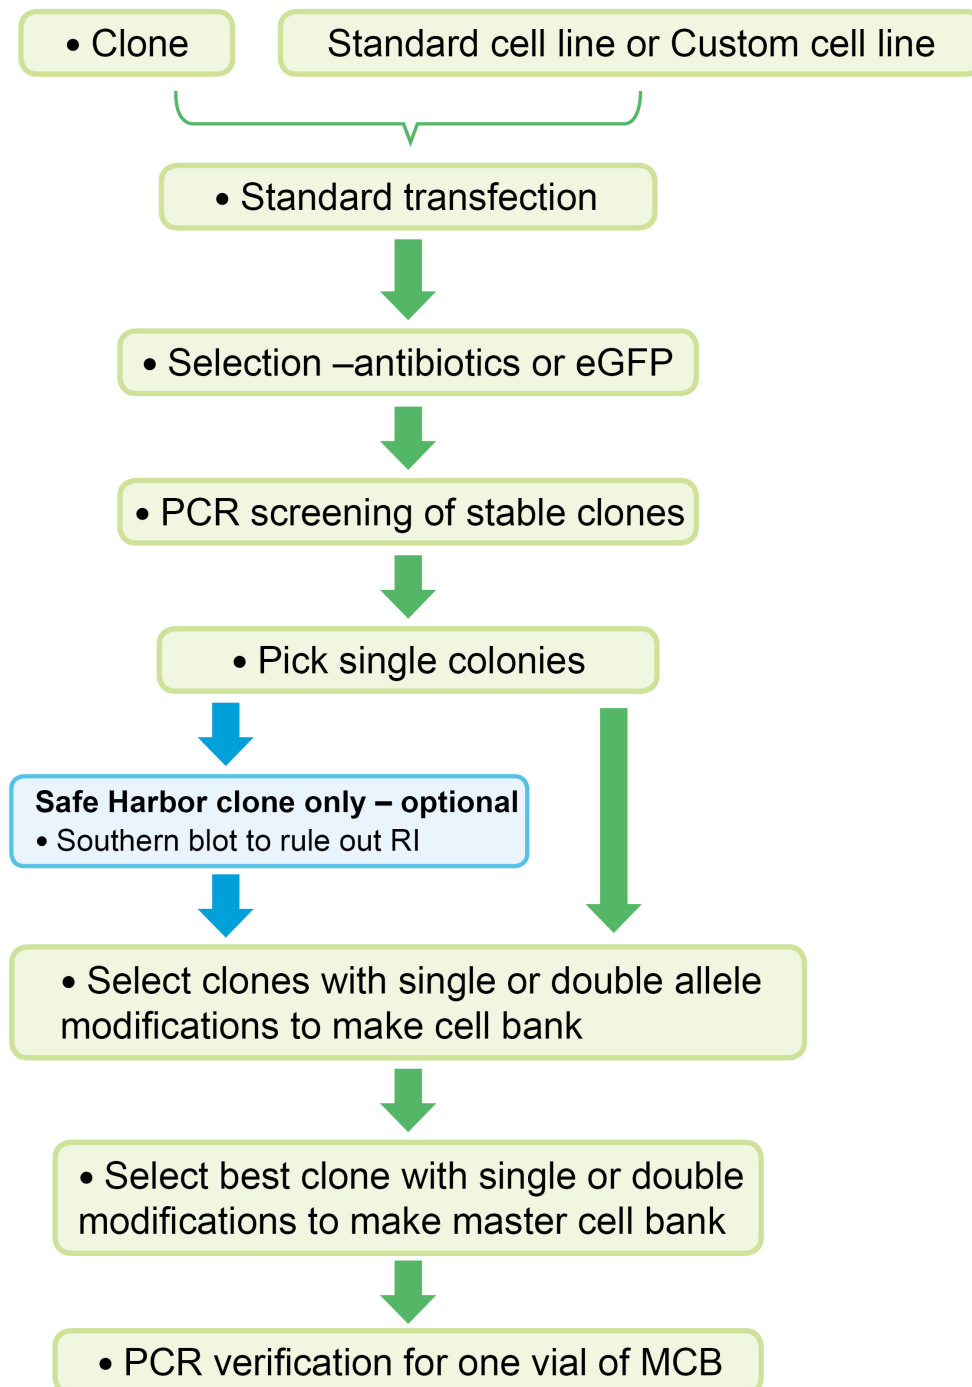 • Clone
Standard cell line or Custom cell line
• Standard transfection
• Selection –antibiotics or eGFP
• PCR screening of stable clones
• Pick single colonies
Safe Harbor clone only – optional
• Southern blot to rule out RI
• Select clones with single or double allele
modifications to make cell bank
• Select best clone with single or double
modifications to make master cell bank
• PCR verification for one vial of MCB